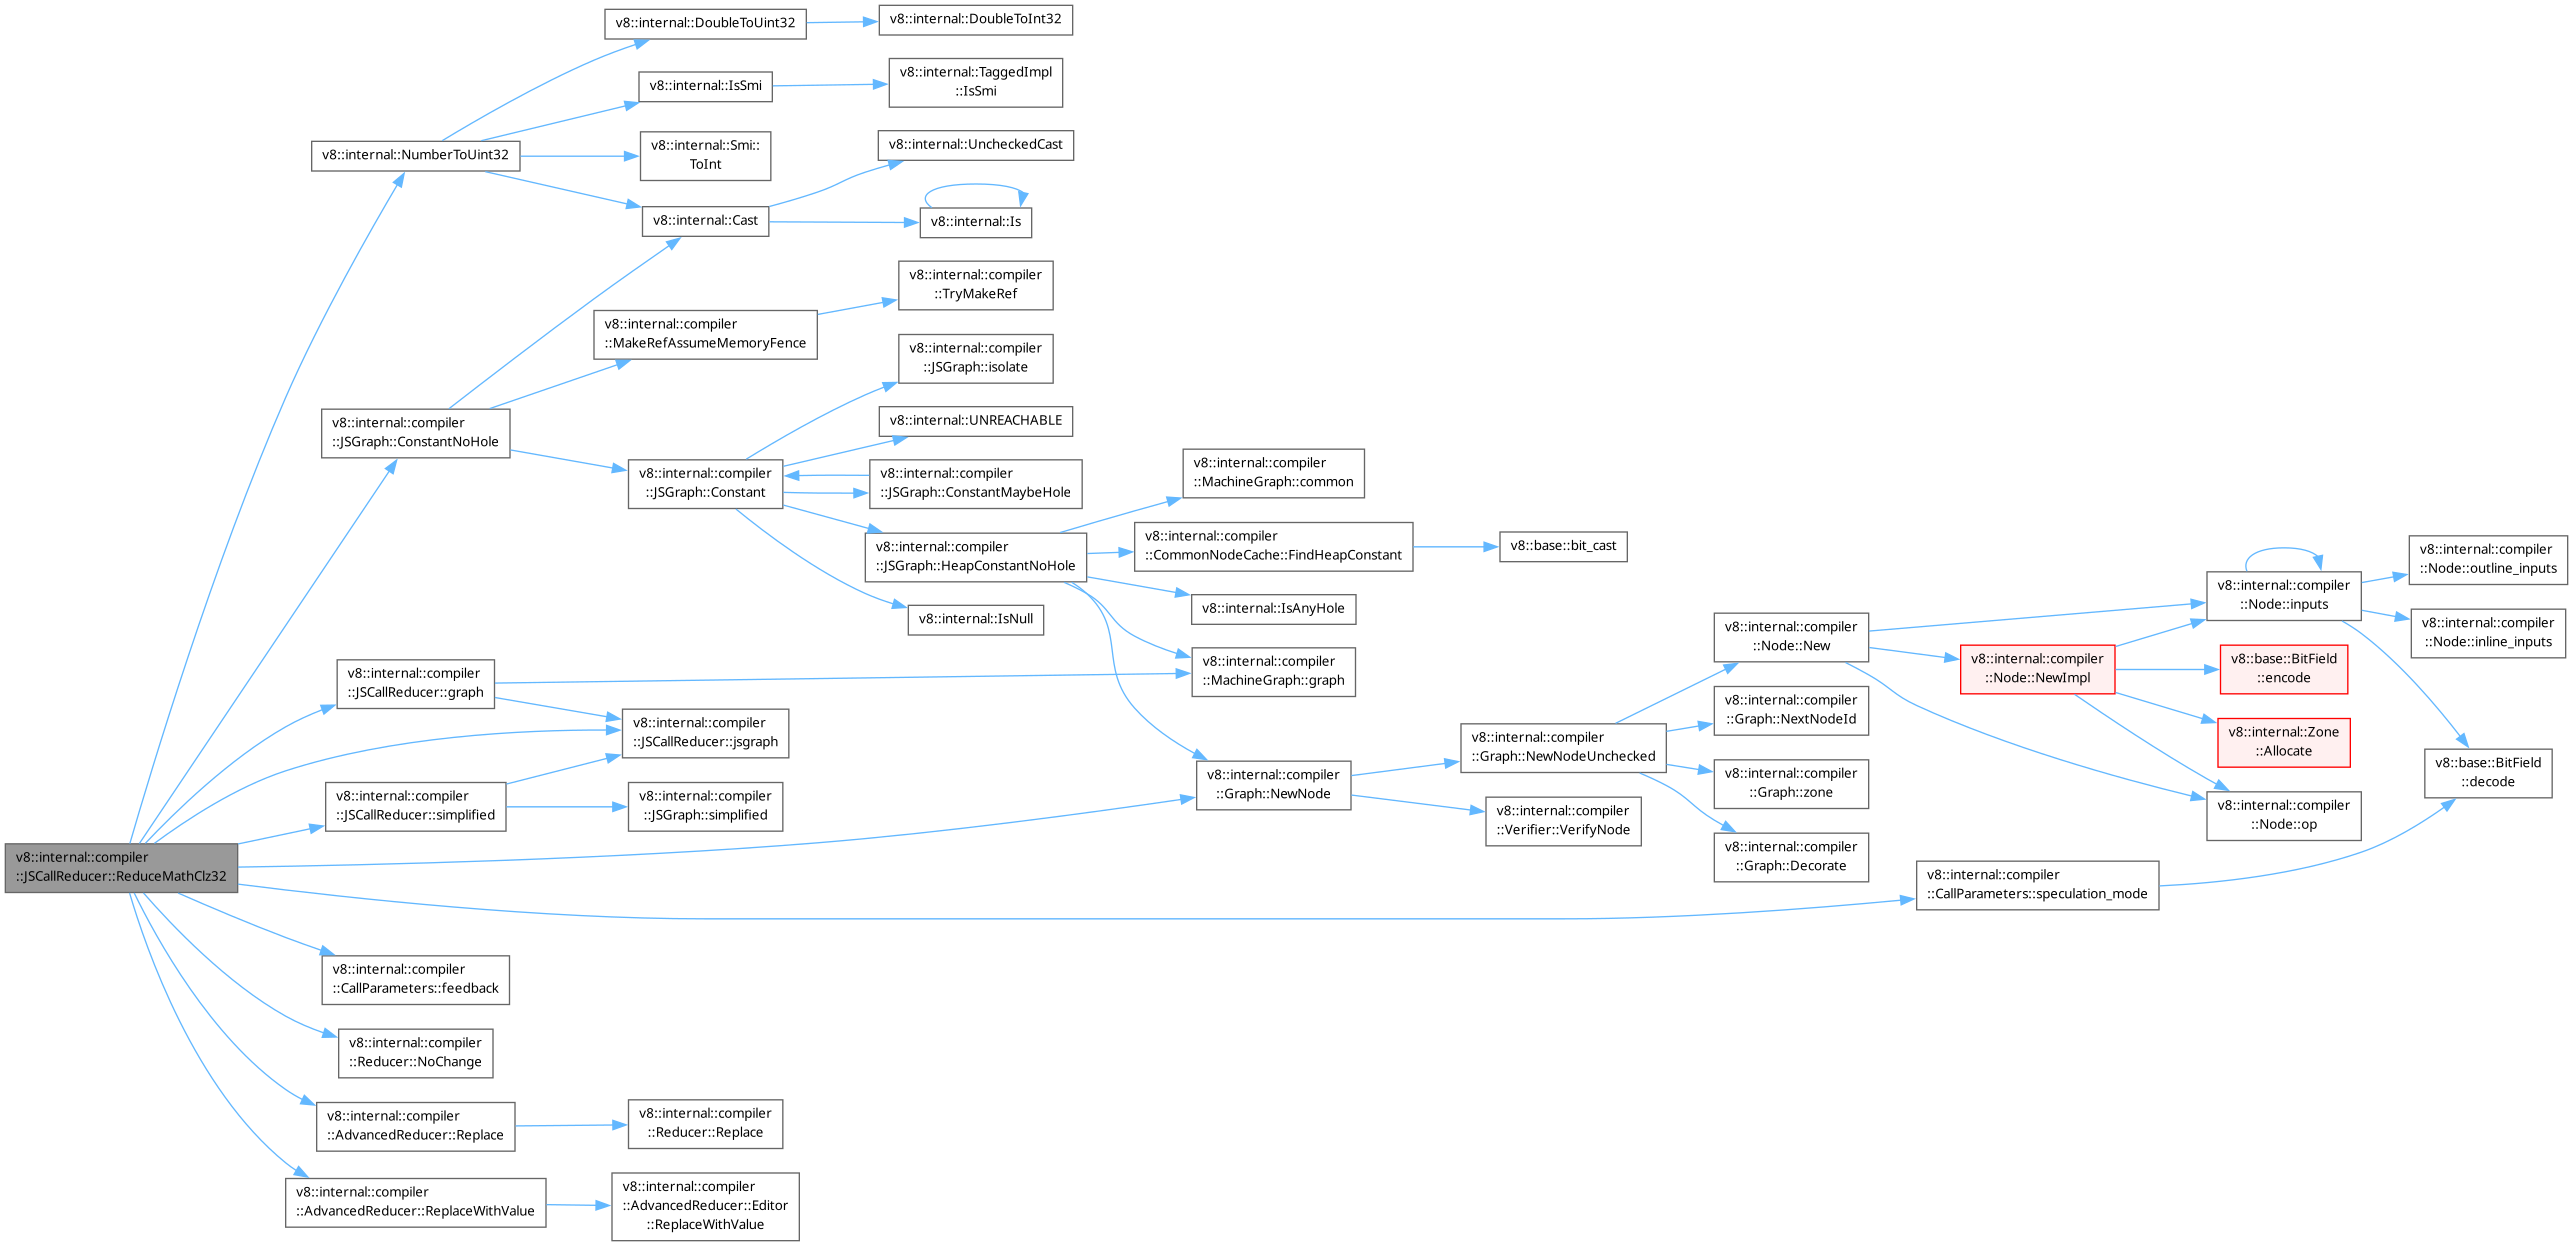 v8::internal::DoubleToUint32
v8::internal::DoubleToInt32
v8::internal::IsSmi
v8::internal::TaggedImpl
::IsSmi
v8::internal::NumberToUint32
v8::internal::Smi::
ToInt
v8::internal::UncheckedCast
v8::internal::Cast
v8::internal::Is
v8::internal::compiler
::TryMakeRef
v8::internal::compiler
::MakeRefAssumeMemoryFence
v8::internal::compiler
::JSGraph::isolate
v8::internal::compiler
::JSGraph::ConstantNoHole
v8::internal::UNREACHABLE
v8::internal::compiler
::JSGraph::Constant
v8::internal::compiler
::JSGraph::ConstantMaybeHole
v8::internal::compiler
::MachineGraph::common
v8::internal::compiler
::JSGraph::HeapConstantNoHole
v8::internal::compiler
::CommonNodeCache::FindHeapConstant
v8::base::bit_cast
v8::internal::IsAnyHole
v8::internal::IsNull
v8::internal::compiler
::MachineGraph::graph
v8::internal::compiler
::Node::outline_inputs
v8::internal::compiler
::Node::inputs
v8::internal::compiler
::Node::inline_inputs
v8::internal::compiler
::Node::New
v8::internal::compiler
::Node::NewImpl
v8::base::BitField
::encode
v8::internal::compiler
::JSCallReducer::graph
v8::internal::compiler
::Graph::NextNodeId
v8::internal::Zone
::Allocate
v8::internal::compiler
::JSCallReducer::jsgraph
v8::internal::compiler
::Graph::NewNodeUnchecked
v8::base::BitField
::decode
v8::internal::compiler
::JSCallReducer::simplified
v8::internal::compiler
::JSGraph::simplified
v8::internal::compiler
::Graph::NewNode
v8::internal::compiler
::Graph::zone
v8::internal::compiler
::Verifier::VerifyNode
v8::internal::compiler
::Node::op
v8::internal::compiler
::JSCallReducer::ReduceMathClz32
v8::internal::compiler
::Graph::Decorate
v8::internal::compiler
::CallParameters::speculation_mode
v8::internal::compiler
::CallParameters::feedback
v8::internal::compiler
::Reducer::NoChange
v8::internal::compiler
::AdvancedReducer::Replace
v8::internal::compiler
::Reducer::Replace
v8::internal::compiler
::AdvancedReducer::ReplaceWithValue
v8::internal::compiler
::AdvancedReducer::Editor
::ReplaceWithValue